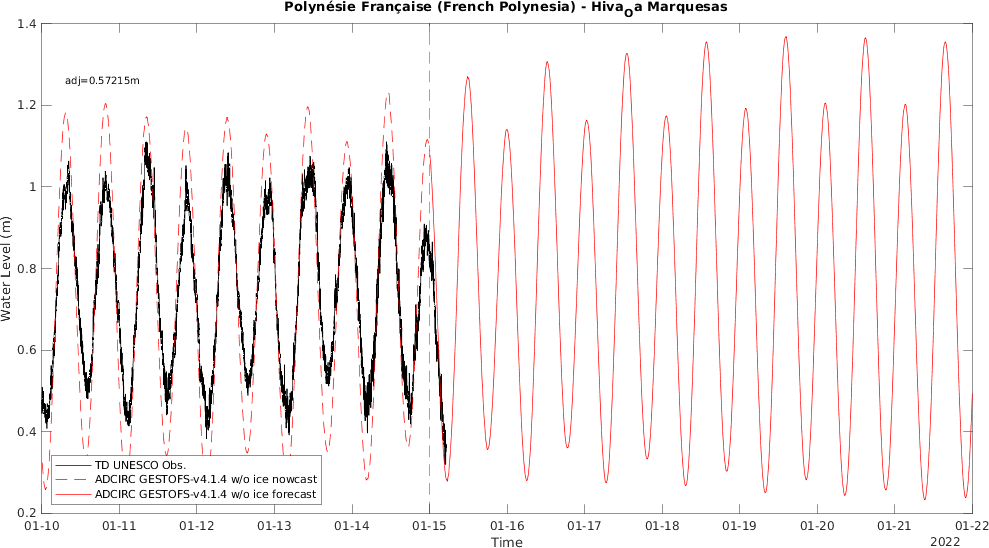 Polynésie Française (French Polynesia) - HivaOa Marquesas
1.4
adj=0.57215m
1.2
1
0.8
0.6
0.4
0.2
Water Level (m)
TD UNESCO Obs.
ADCIRC GESTOFS-v4.1.4 w/o ice nowcast
ADCIRC GESTOFS-v4.1.4 w/o ice forecast
01-10 01-11 01-12 01-13 01-14 01-15 01-16 01-17 01-18 01-19 01-20 01-21 01-22
Time
2022